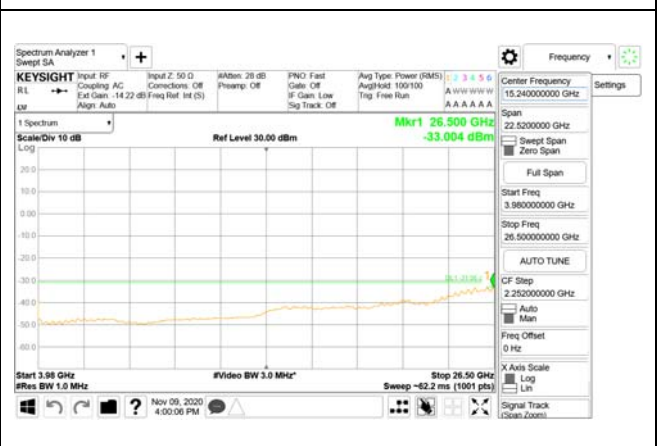 Spectrum Analyzer 1
Swept SA
Frequency
KEYSIGHT
RL
Input: RF
Coupling: AC
Ext Gain: -14.22 dB
Align: Auto
Input Z: 50 Ω
Corrections: Off
Freq Ref: Int (S)
#Atten: 28 dB
Preamp: Off
PNO: Fast
Gate: Off
IF Gain: Low
Sig Track: Off
Avg Type: Power (RMS)
Avg|Hold: 100/100
Trig: Free Run
1 2 3 4 5 6
A W W W W W
A A A A A A
Settings
Center Frequency
15.240000000 GHz
Span
22.5200000 GHz
Swept Span
Zero Span
Full Span
Start Freq
3.980000000 GHz
Stop Freq
26.500000000 GHz
AUTO TUNE
CF Step
2.252000000 GHz
Auto
Man
Freq Offset
0 Hz
X Axis Scale
Log
Lin
Signal Track
(Span Zoom)
1 Spectrum
Scale/Div 10 dB
Ref Level 30.00 dBm
Mkr1 26.500 GHz
-33.004 dBm
Log
20.0
10.0
0.00
-10.0
-20.0
-30.0
-40.0
-50.0
-60.0
1
Start 3.98 GHz
#Res BW 1.0 MHz
#Video BW 3.0 MHz*
Stop 26.50 GHz
Sweep ~62.2 ms (1001 pts)
Nov 09, 2020
4:00:06 PM